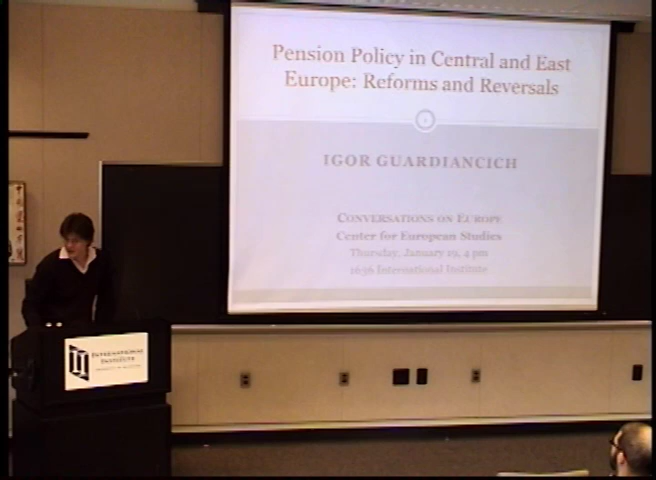 Pension Policy in Central and East
Europe: Reforms and Reversals
IGOR GUARDIANCICH
CONVERSATIONS ON EUROPE
Center for European Studies
Thursday, January 19, 4 pm
1636 International Institute
INTERNATIONAL
INSTITUTE